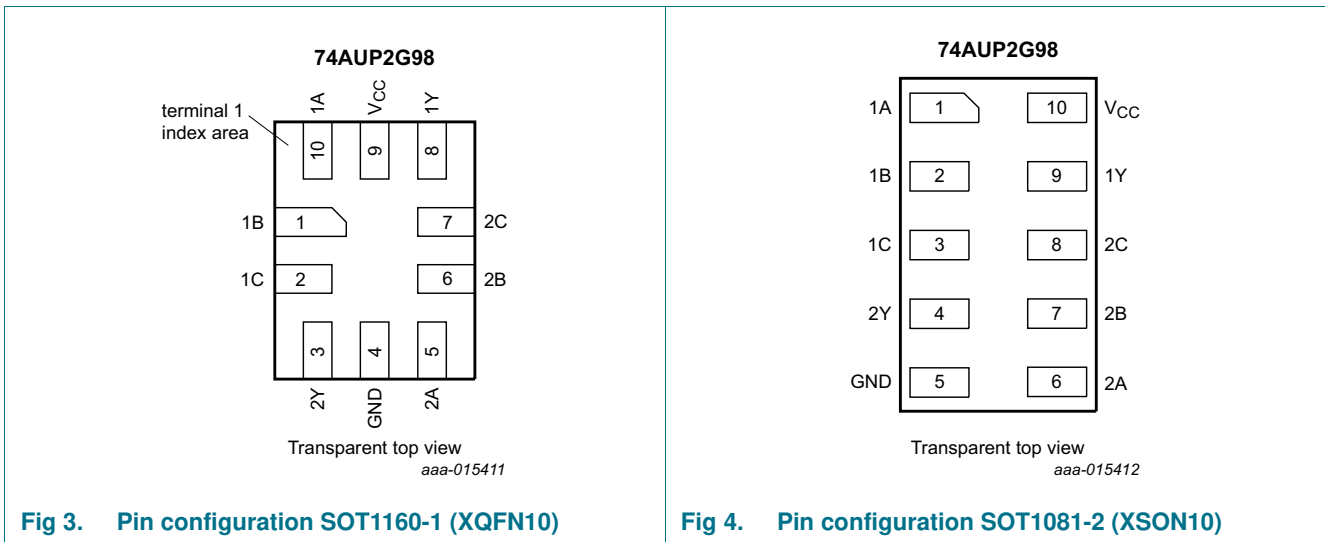 74AUP2G98
terminal 1
index area
1A
VCC
1Y
10
9
8
1B
1
7
2C
1C
2
6
2B
3
4
5
2Y
GND
2A
Transparent top view
aaa-015411
Fig 3. Pin configuration SOT1160-1 (XQFN10)
74AUP2G98
1A 1 10 VCC
1B 2 9 1Y
1C 3 8 2C
2Y 4 7 2B
GND 5 6 2A
Transparent top view
aaa-015412
Fig 4. Pin configuration SOT1081-2 (XSON10)